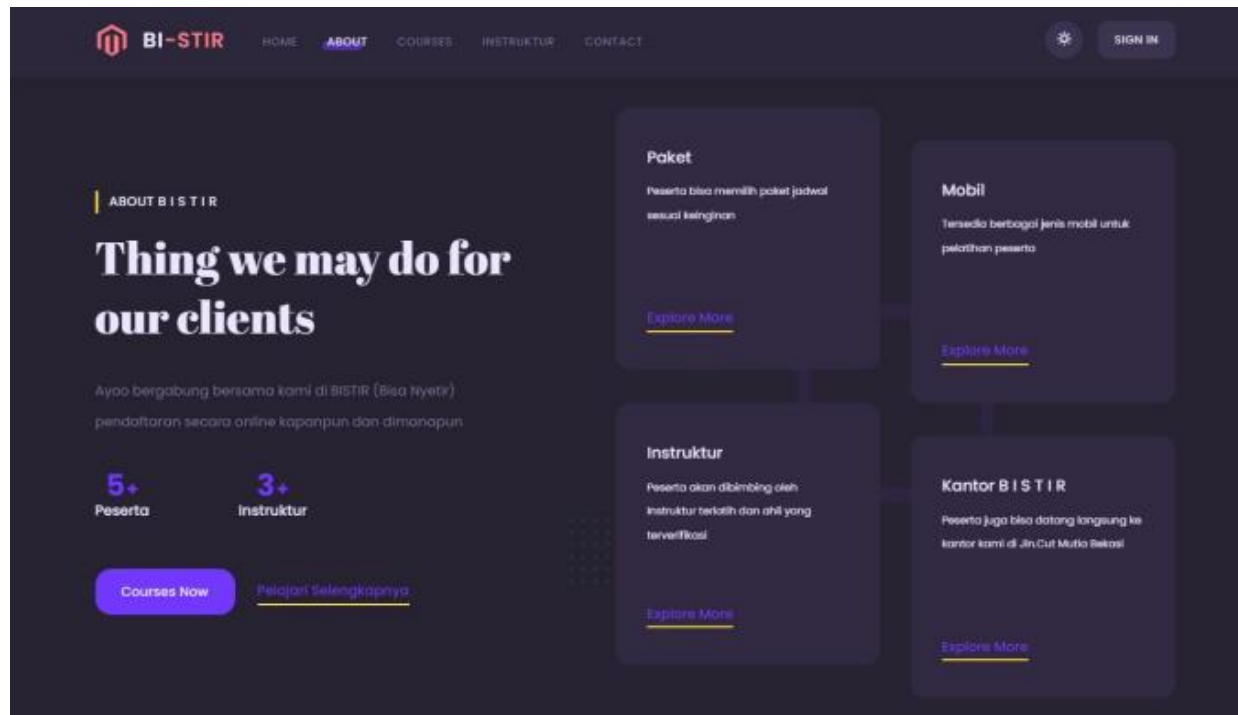 BI-STIR
HOME
ABOUT
COURSES
INSTRUKTUR
CONTACT
SIGN IN
ABOUT B I S T I R
Thing we may do for
our clients
Ayoo bergabung bersama kami di BISTIR (Bisa Nyetir)
pendaftaran secara online kapanpun dan dimanapun
5+
Peserta
3+
Instruktur
Courses Now
Pelajari Selengkapnya
Paket
Peserta bisa memilih paket jadwal
sesuai keinginan
Explore More
Mobil
Tersedia berbagai jenis mobil untuk
pelatihan peserta
Explore More
Instruktur
Peserta akan dibimbing oleh
instruktur terlatih dan ahli yang
terverifikasi
Explore More
Kantor B I S T I R
Peserta juga bisa datang langsung ke
kantor kami di Jln.Cut Mutia Bekasi
Explore More